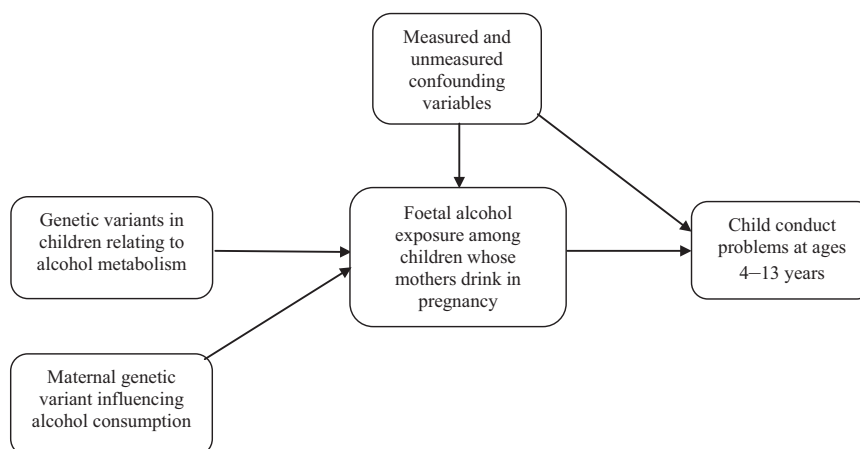 Measured and
unmeasured
confounding
variables
Genetic variants in
children relating to
alcohol metabolism
Foetal alcohol
exposure among
children whose
mothers drink in
pregnancy
Child conduct
problems at ages
4–13 years
Maternal genetic
variant influencing
alcohol consumption